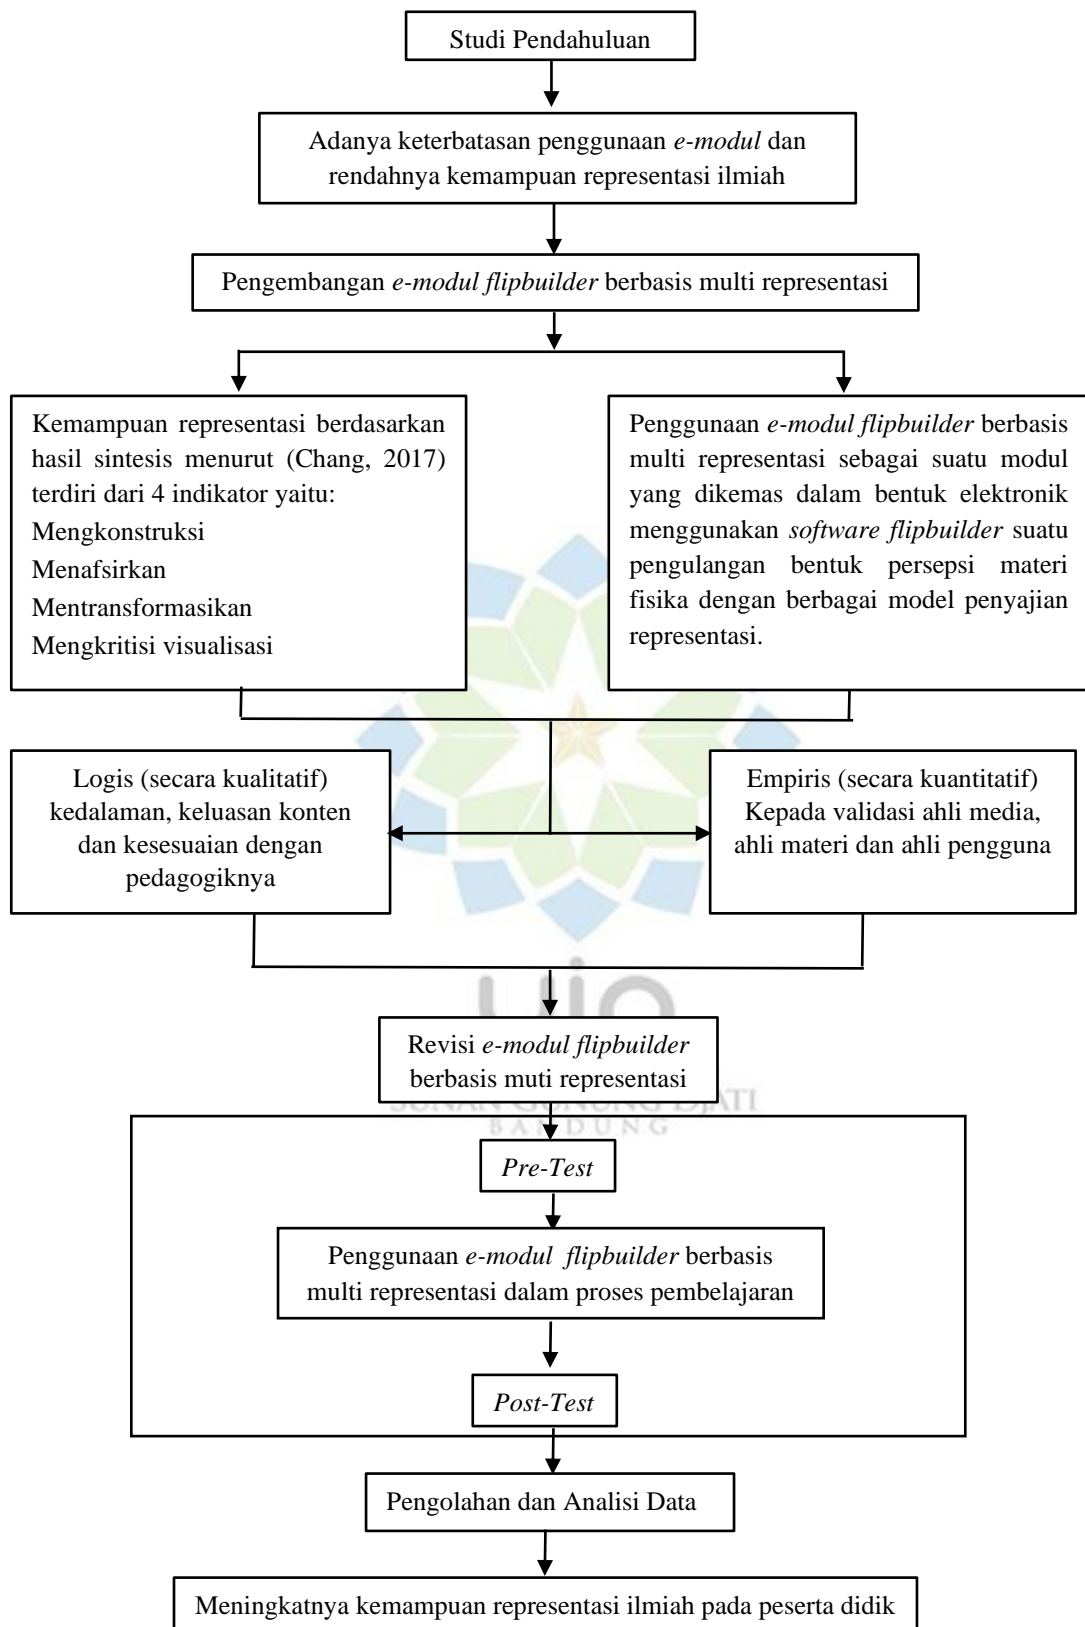 Studi Pendahuluan
Adanya keterbatasan penggunaan e-modul dan
rendahnya kemampuan representasi ilmiah
Pengembangan e-modul flipbuilder berbasis multi representasi
Kemampuan representasi berdasarkan
hasil sintesis menurut (Chang, 2017)
terdiri dari 4 indikator yaitu:
Mengkonstruksi
Menafsirkan
Mentransformasikan
Mengkritisi visualisasi
Penggunaan e-modul flipbuilder berbasis
multi representasi sebagai suatu modul
yang dikemas dalam bentuk elektronik
menggunakan software flipbuilder suatu
pengulangan bentuk persepsi materi
fisika dengan berbagai model penyajian
representasi.
Logis (secara kualitatif)
kedalaman, keluasan konten
dan kesesuaian dengan
pedagogiknya
Empiris (secara kuantitatif)
Kepada validasi ahli media,
ahli materi dan ahli pengguna
uin
Revisi e-modul flipbuilder
berbasis muti representasi
SUNAN GUNUNG DJATI
BANDUNG
Pre-Test
Penggunaan e-modul flipbuilder berbasis
multi representasi dalam proses pembelajaran
Post-Test
Pengolahan dan Analisi Data
Meningkatnya kemampuan representasi ilmiah pada peserta didik